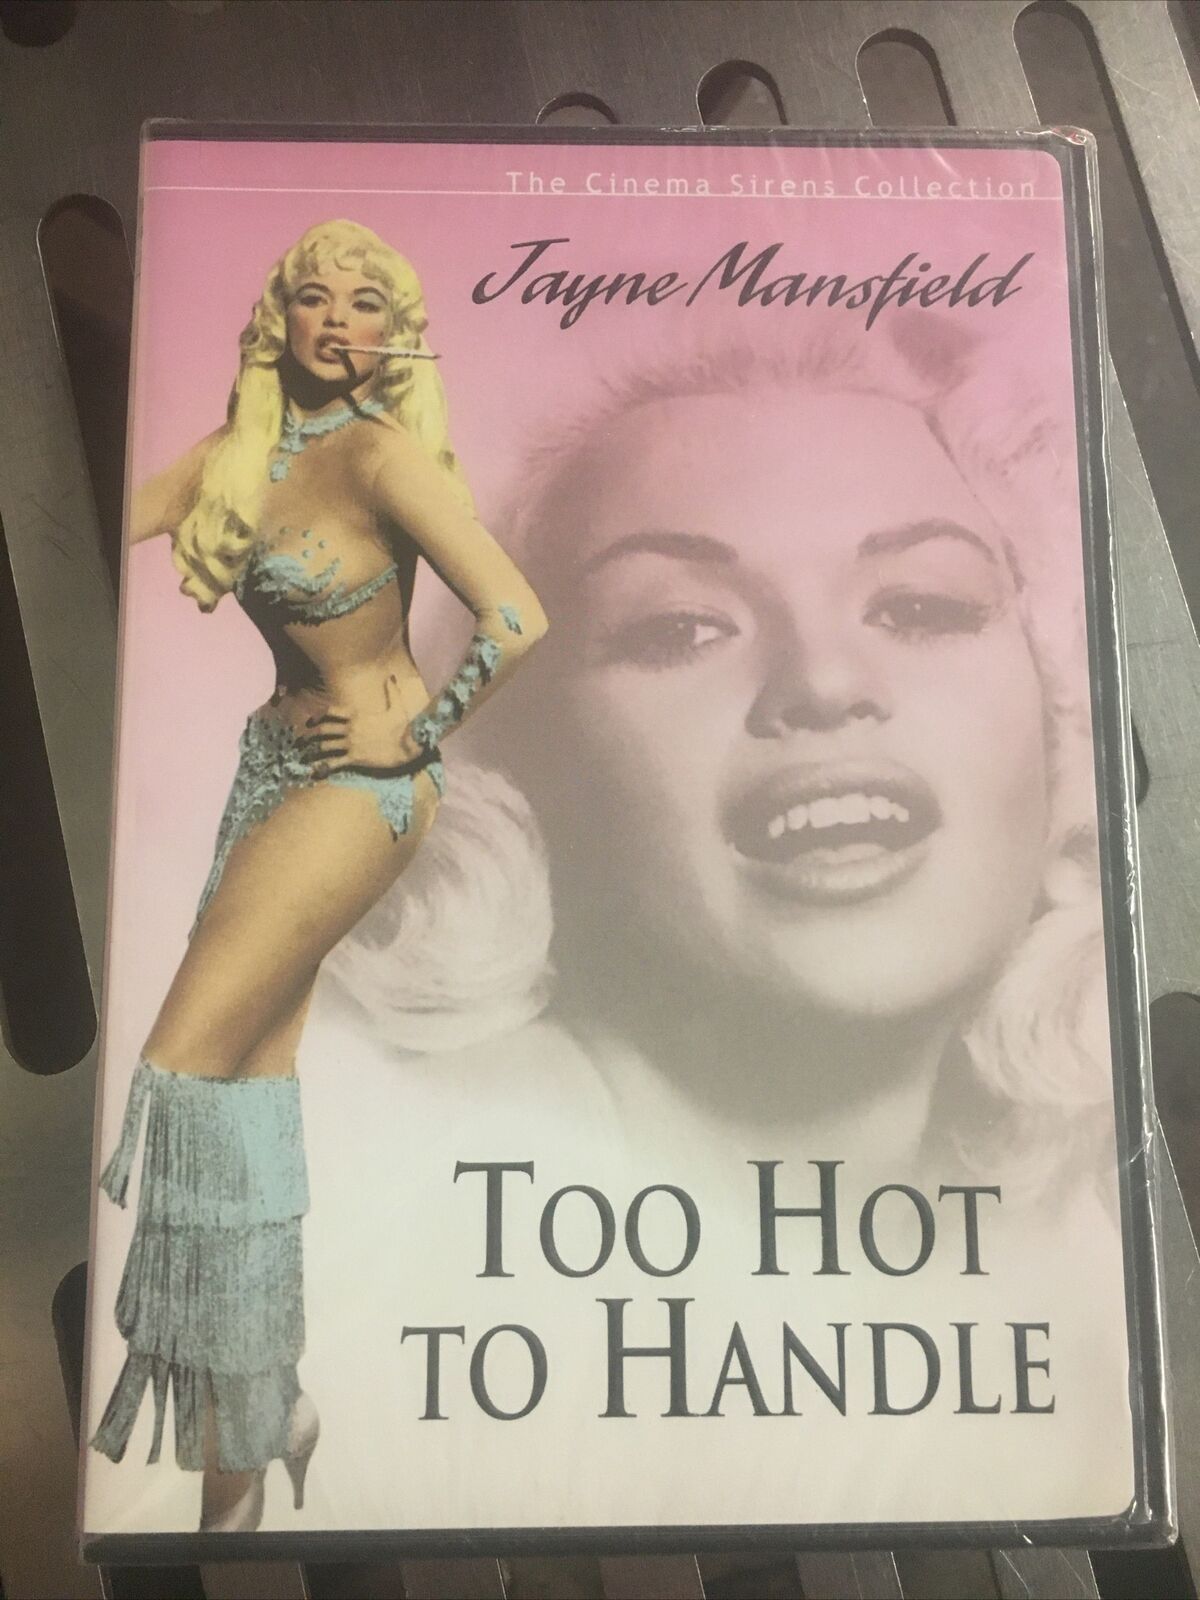 The Cinema Sirens Collection
Jayne Mansfield
TOO HOT
TO HANDLE